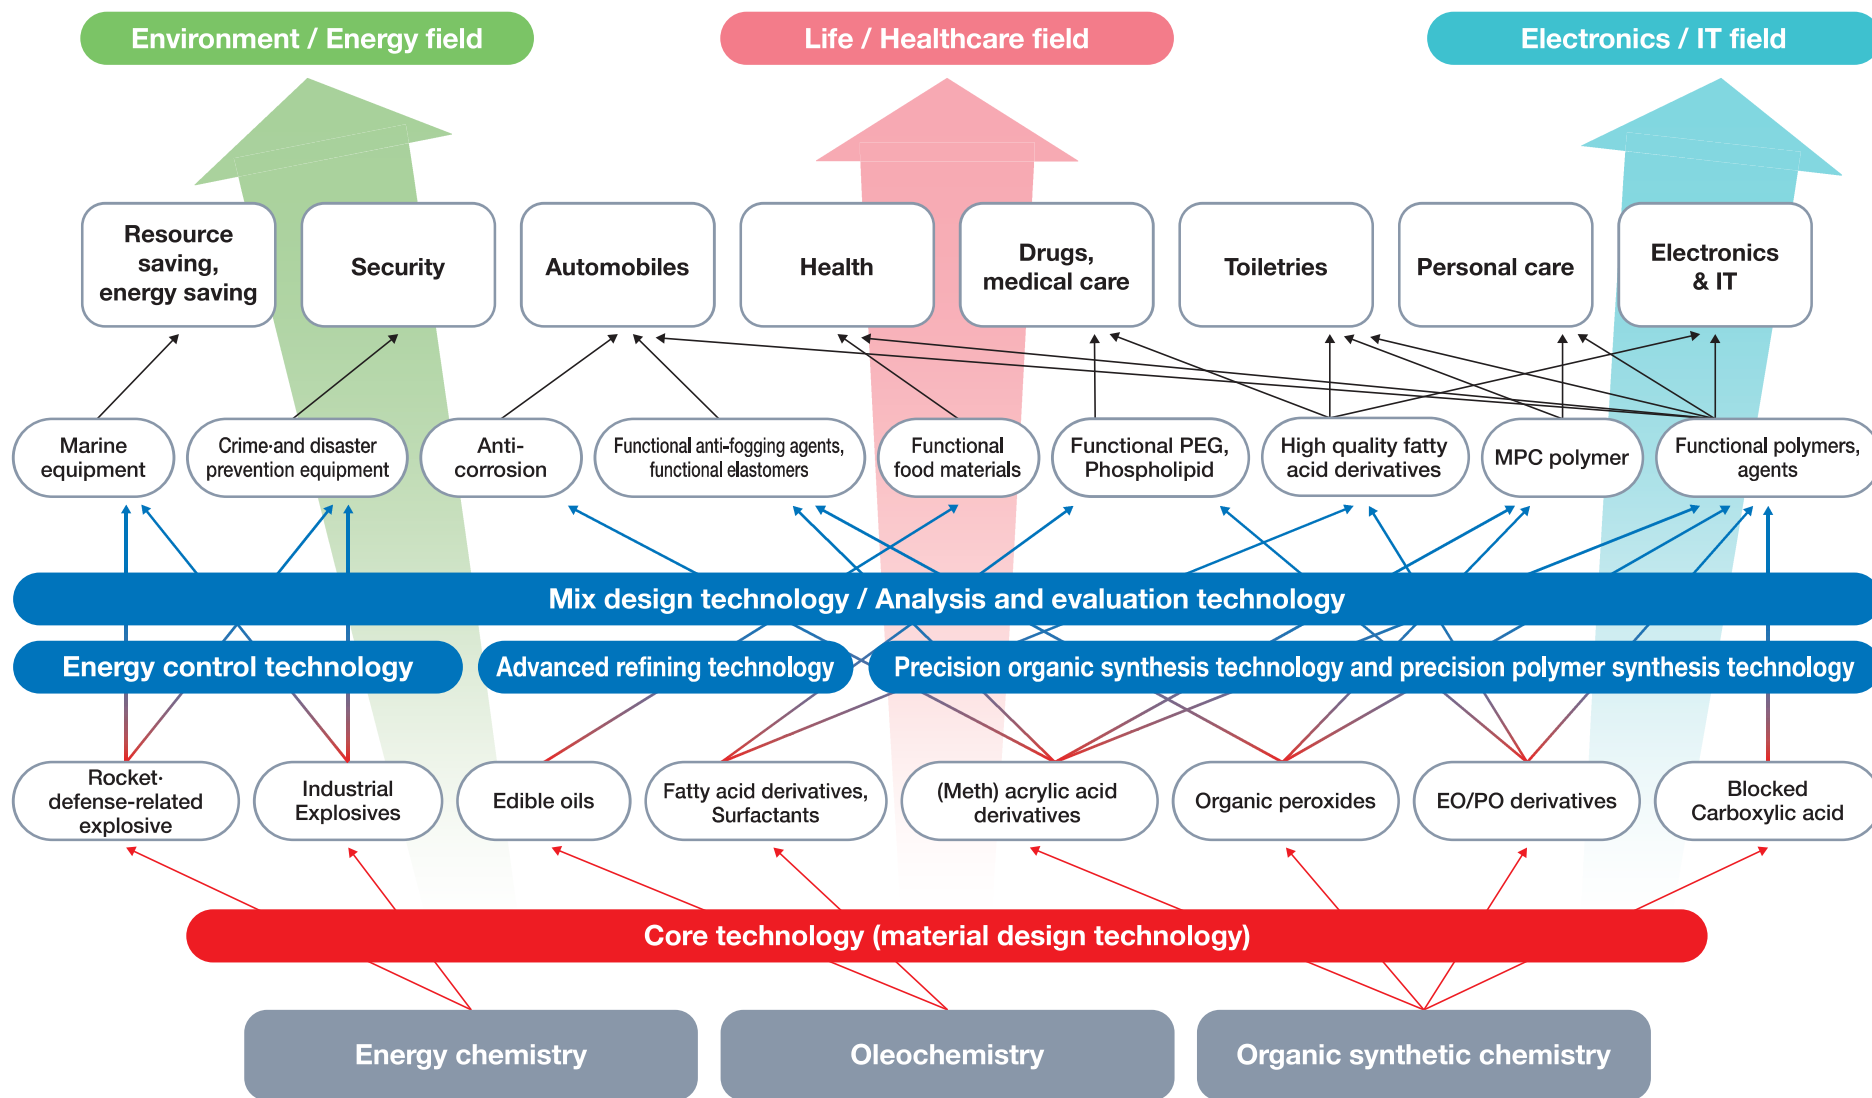 Environment / Energy field
Life / Healthcare field
Electronics / IT field
Resource
saving,
energy saving
Security
Automobiles
Health
Drugs,
medical care
Toiletries
Personal care
Electronics
& IT
Marine
equipment
Crime·and disaster
prevention equipment
Anti-
corrosion
Functional anti-fogging agents,
functional elastomers
Functional
food materials
Functional PEG,
Phospholipid
High quality fatty
acid derivatives
MPC polymer
Functional polymers,
agents
Mix design technology / Analysis and evaluation technology
Energy control technology
Advanced refining technology
Precision organic synthesis technology and precision polymer synthesis technology
Rocket·
defense-related
explosive
Industrial
Explosives
Edible oils
Fatty acid derivatives,
Surfactants
(Meth) acrylic acid
derivatives
Organic peroxides
EO/PO derivatives
Blocked
Carboxylic acid
Core technology (material design technology)
Energy chemistry
Oleochemistry
Organic synthetic chemistry